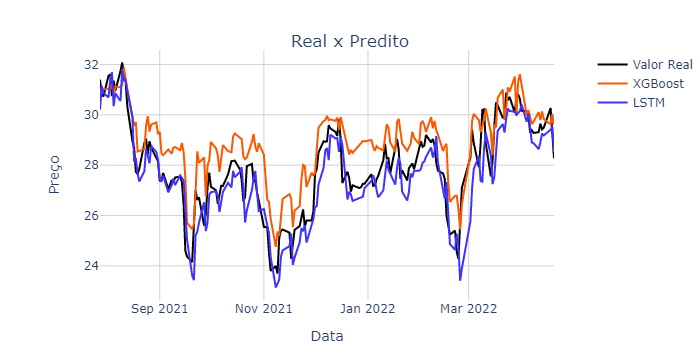 Real x Predito
Preço
32
30
28
26
24
Sep 2021
Nov 2021
Jan 2022
Mar 2022
Data
Valor Real
XGBoost
LSTM